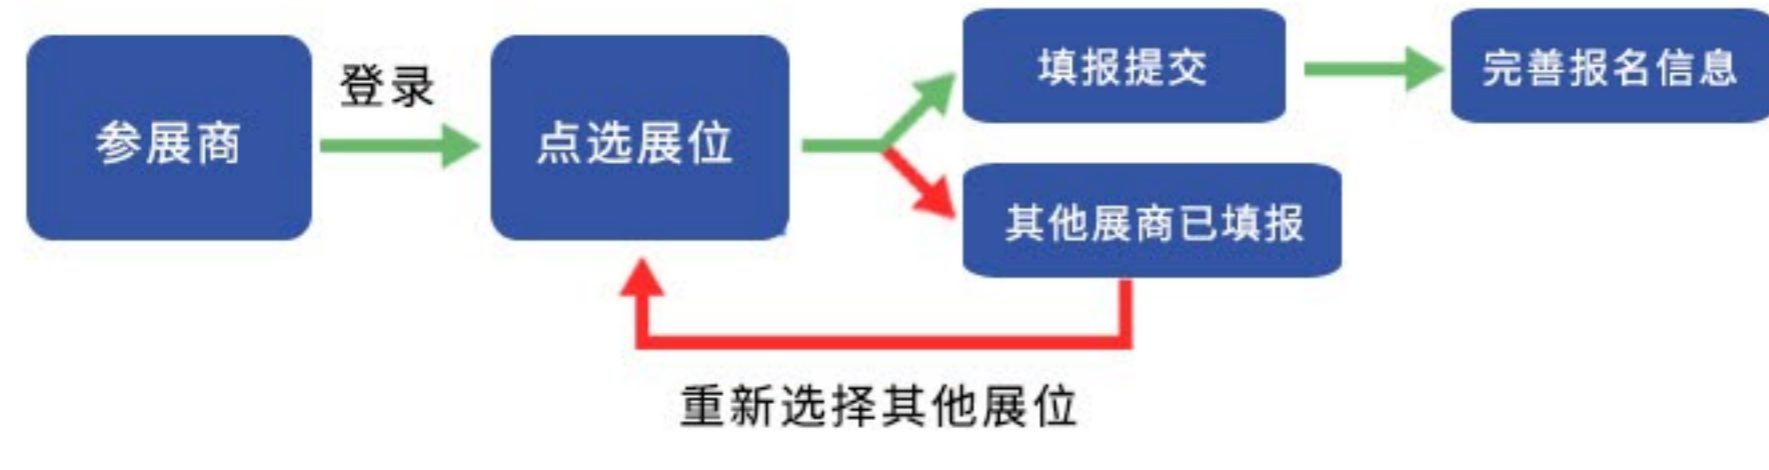 参展商
登录
点选展位
填报提交
完善报名信息
其他展商已填报
重新选择其他展位